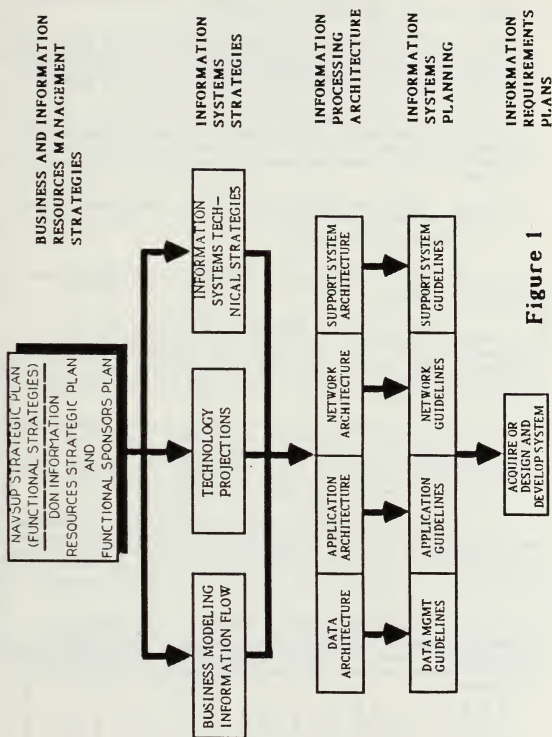 NAVSUP STRATEGIC PLAN
(FUNCTIONAL STRATEGIES)
DON INFORMATION
RESOURCES STRATEGIC PLAN
AND
FUNCTIONAL SPONSORS PLAN
BUSINESS AND INFORMATION
RESOURCES MANAGEMENT
STRATEGIES
BUSINESS MODELING
INFORMATION FLOW
TECHNOLOGY
PROJECTIONS
INFORMATION
SYSTEMS TECH-
NICAL STRATEGIES
INFORMATION
SYSTEMS
STRATEGIES
DATA
ARCHITECTURE
APPLICATION
ARCHITECTURE
NETWORK
ARCHITECTURE
SUPPORT SYSTEM
ARCHITECTURE
INFORMATION
PROCESSING
ARCHITECTURE
DATA MGMT
GUIDELINES
APPLICATION
GUIDELINES
NETWORK
GUIDELINES
SUPPORT SYSTEM
GUIDELINES
INFORMATION
SYSTEMS
PLANNING
ACQUIRE OR
DESIGN AND
DEVELOP SYSTEM
INFORMATION
REQUIREMENTS
PLANS
Figure 1